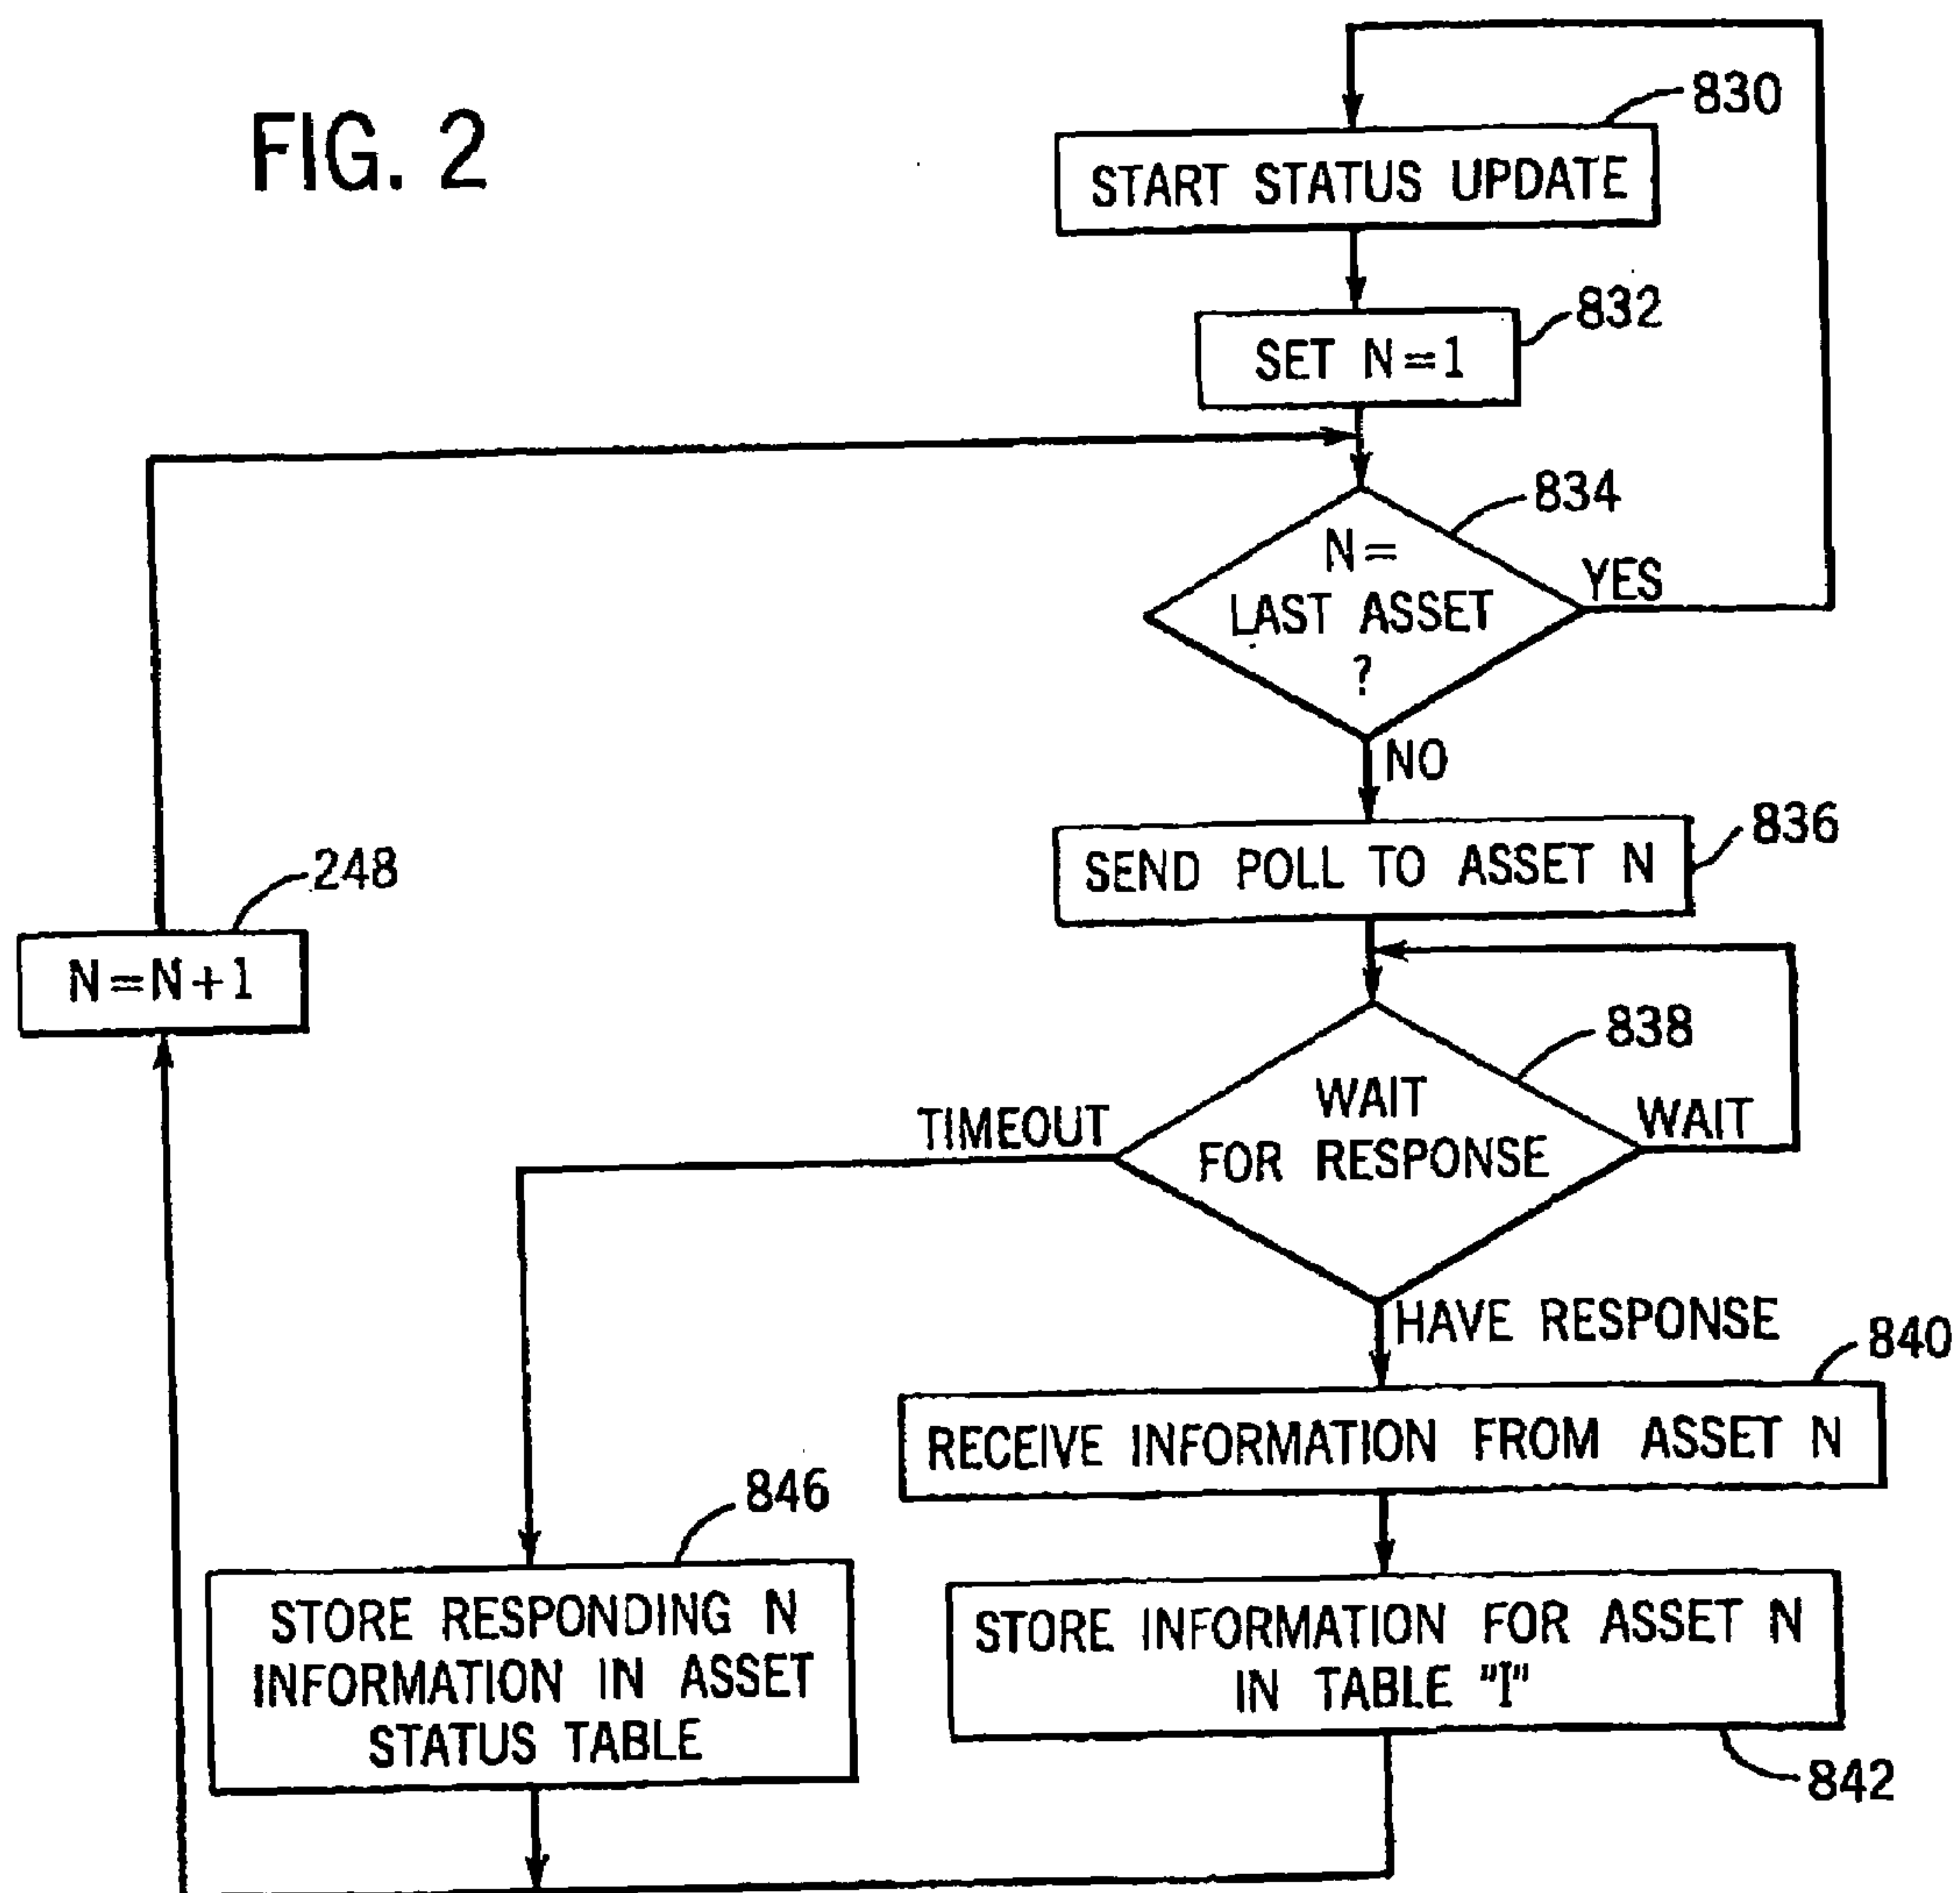 FIG. 2
830
START STATUS UPDATE
832
SET N=1
834
N=
LAST ASSET
?
YES
NO
836
SEND POLL TO ASSET N
248
N=N+1
838
WAIT
FOR RESPONSE
WAIT
TIMEOUT
HAVE RESPONSE
840
RECEIVE INFORMATION FROM ASSET N
846
STORE RESPONDING N
INFORMATION IN ASSET
STATUS TABLE
STORE INFORMATION FOR ASSET N
IN TABLE "I"
842